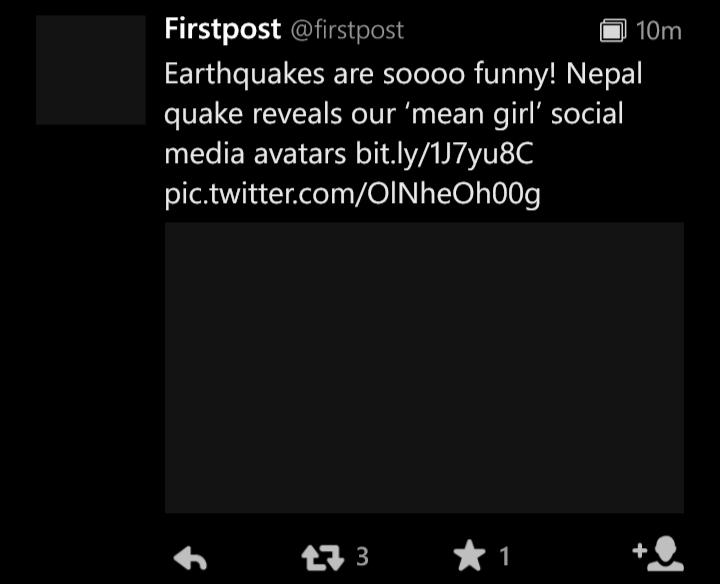 Firstpost @firstpost 10m
Earthquakes are soooo funny! Nepal
quake reveals our ‘mean girl’ social
media avatars bit.ly/1J7yu8C
pic.twitter.com/OlNheOh00g
3 1